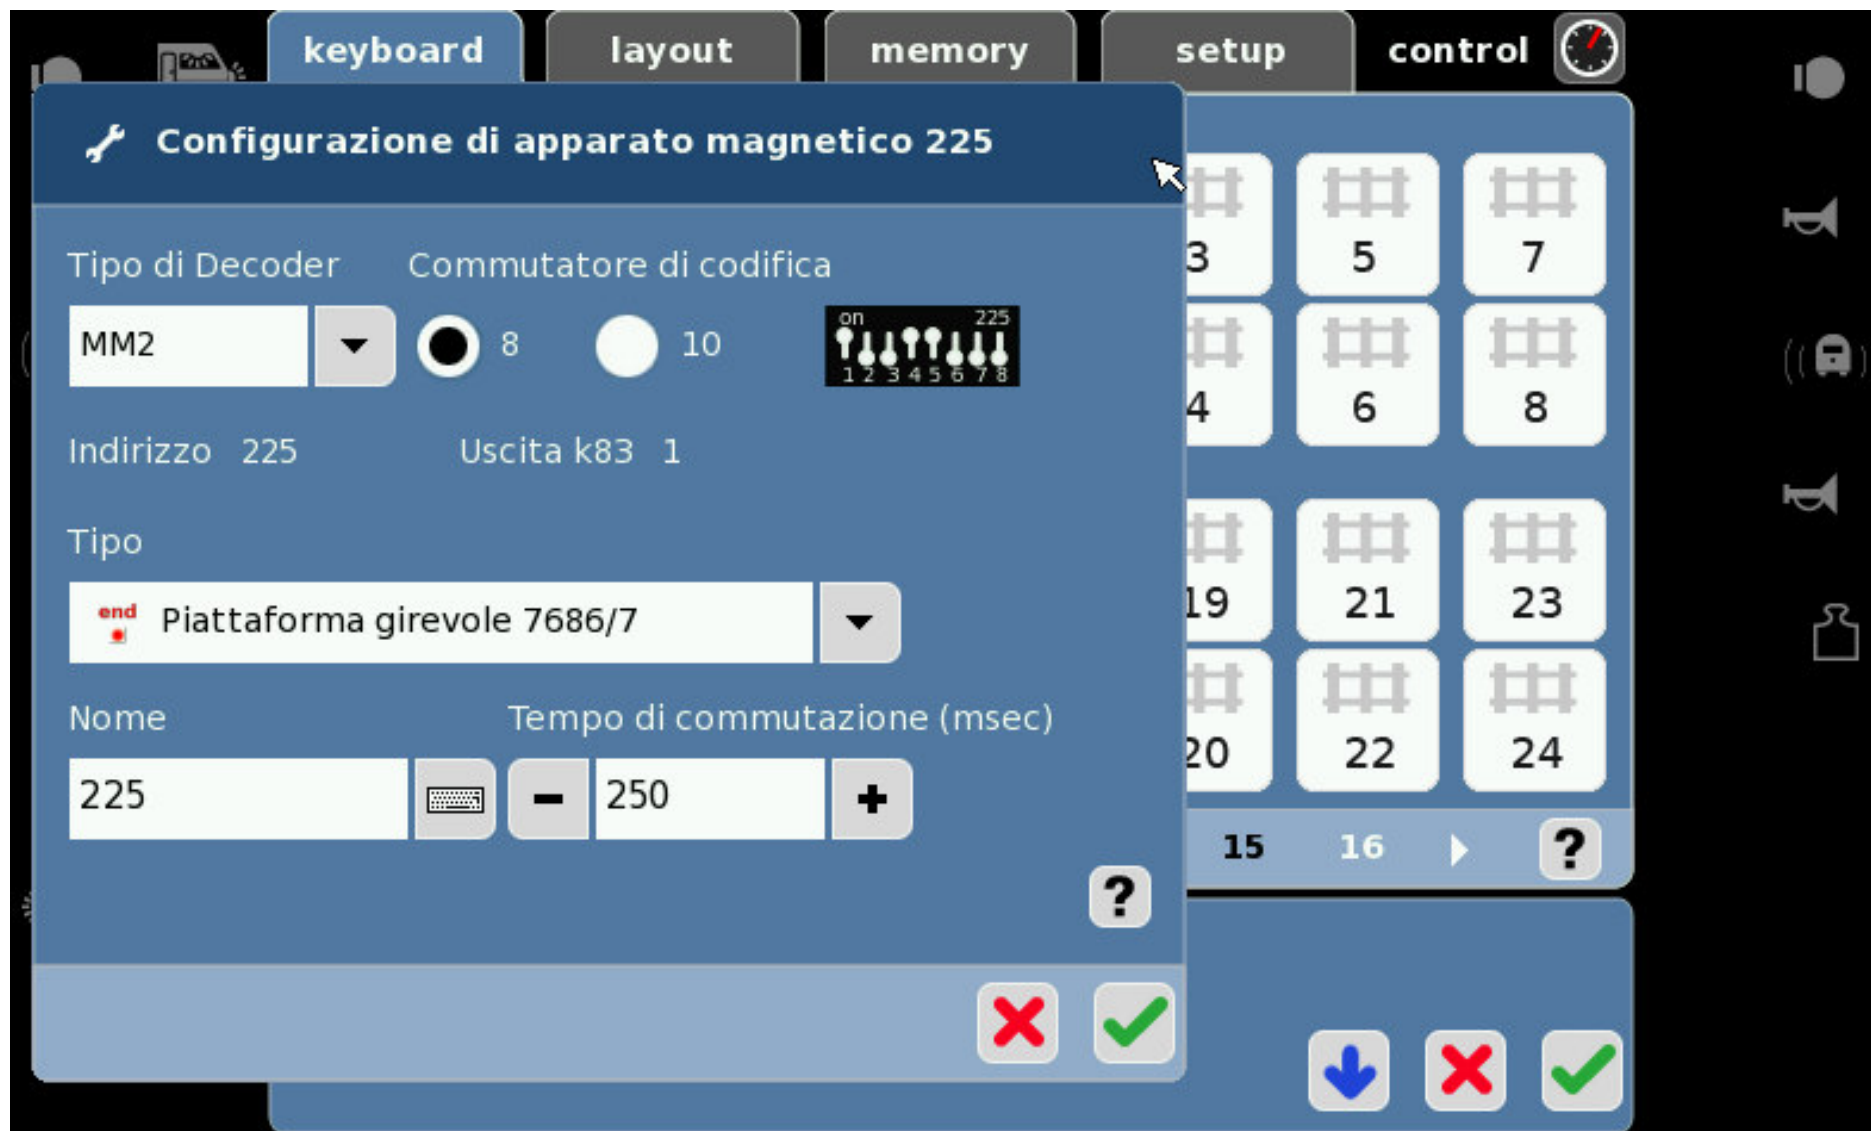 keyboard layout memory setup control
Configurazione di apparato magnetico 225
Tipo di Decoder Commutatore di codifica
MM2 8 10
on 225
1 2 3 4 5 6 7 8
Indirizzo 225 Uscita k83 1
Tipo
end Piattaforma girevole 7686/7
Nome Tempo di commutazione (msec)
225 250
?
3 5 7
4 6 8
19 21 23
20 22 24
15 16 ?